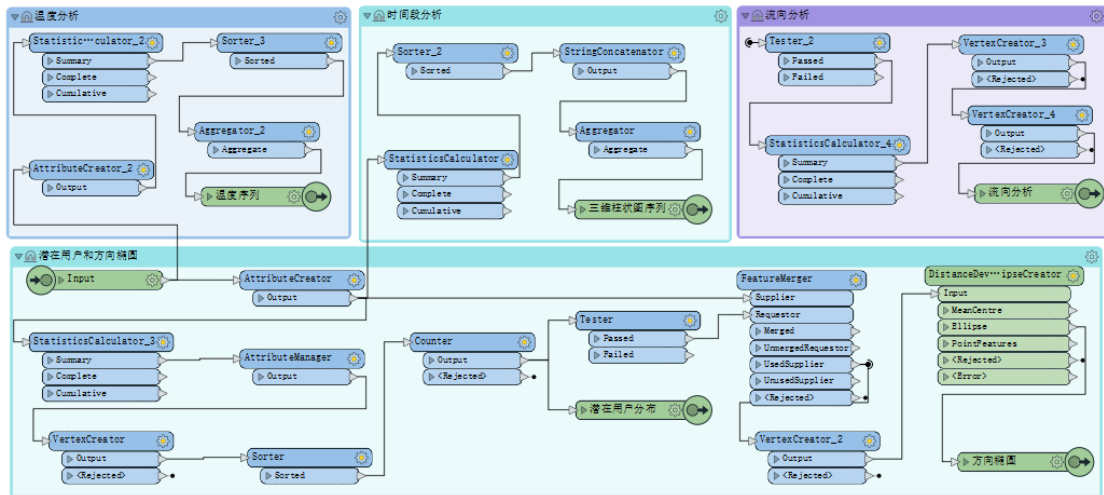 温度分析
Statistic…culator_2
Summary
Complete
Cumulative
Sorter_3
Sorted
Aggregator_2
Aggregate
AttributeCreator_2
Output
温度序列
时间段分析
Sorter_2
Sorted
StringConcatenator
Output
Aggregator
Aggregate
StatisticsCalculator
Summary
Complete
Cumulative
三维柱状图序列
流向分析
Tester_2
Passed
Failed
VertexCreator_3
Output
<Rejected>
VertexCreator_4
Output
<Rejected>
StatisticsCalculator_4
Summary
Complete
Cumulative
流向分析
潜在用户和方向椭圆
Input
AttributeCreator
Output
StatisticsCalculator_3
Summary
Complete
Cumulative
AttributeManager
Output
VertexCreator
Output
<Rejected>
Sorter
Sorted
Counter
Output
<Rejected>
Tester
Passed
Failed
潜在用户分布
FeatureMerger
Supplier
Requestor
Merged
UnmergedRequestor
UsedSupplier
UnusedSupplier
<Rejected>
VertexCreator_2
Output
<Rejected>
DistanceDev…ipseCreator
Input
MeanCentre
Ellipse
PointFeatures
<Rejected>
<Error>
方向椭圆